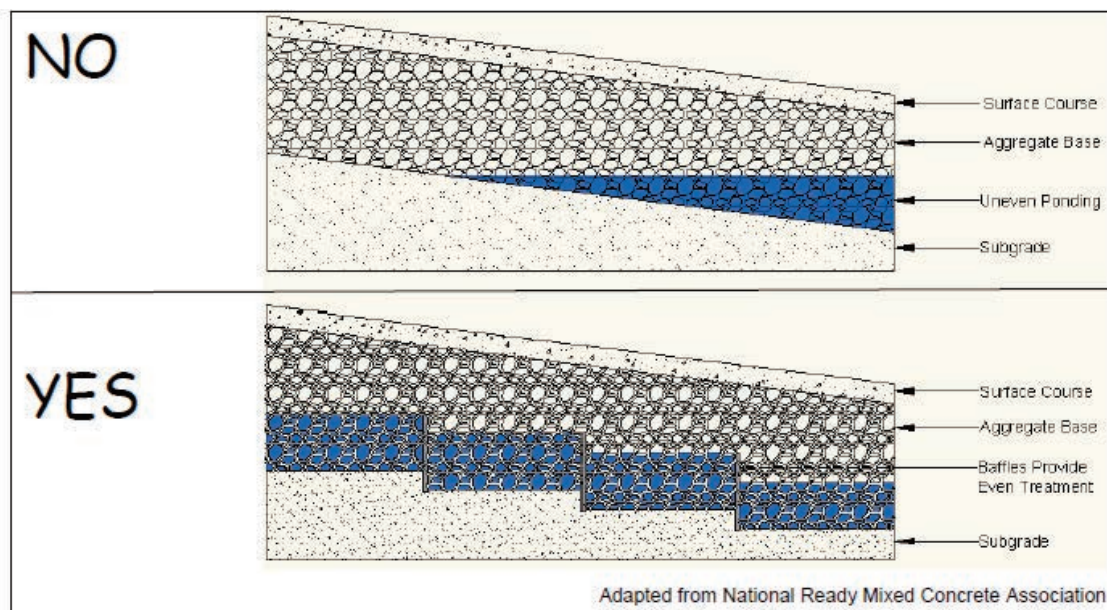 NO
Surface Course
Aggregate Base
Uneven Ponding
Subgrade
YES
Surface Course
Aggregate Base
Baffles Provide
Even Treatment
Subgrade
Adapted from National Ready Mixed Concrete Association